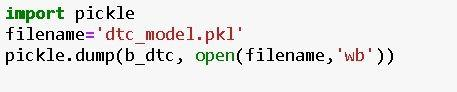 import pickle
filename='dtc_model.pkl'
pickle.dump(b_dtc, open(filename,'wb'))